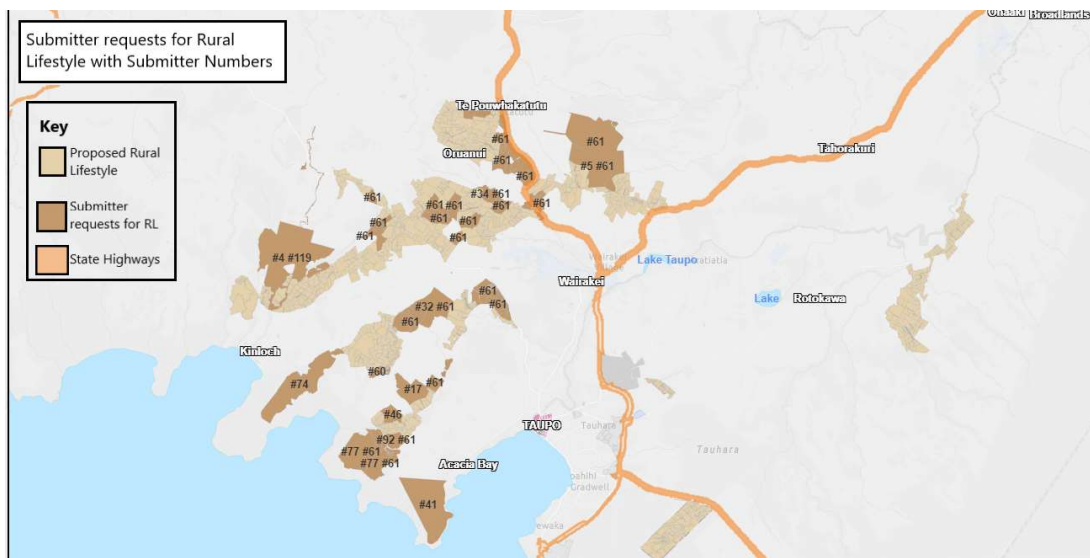 Submitter requests for Rural
Lifestyle with Submitter Numbers
Key
Proposed Rural
Lifestyle
Submitter
requests for RL
State Highways
Broadlands
Te Pouwhakatutu
#61
Oruanui
#61
#61
#61
#5 #61
Tahorakuri
#61
#34 #61
#61 #61
#61
#61
#61
#61
#61
#61
#61
#4 #119
Wairakei
Lake Taupo
Lake
Rotokawa
#61
#61
#32 #61
#61
Kinloch
#60
#74
#17
#61
#46
#92 #61
#77 #61
#77 #61
TAUPO
Tauhara
Tauhara
Acacia Bay
#41
Gradwell